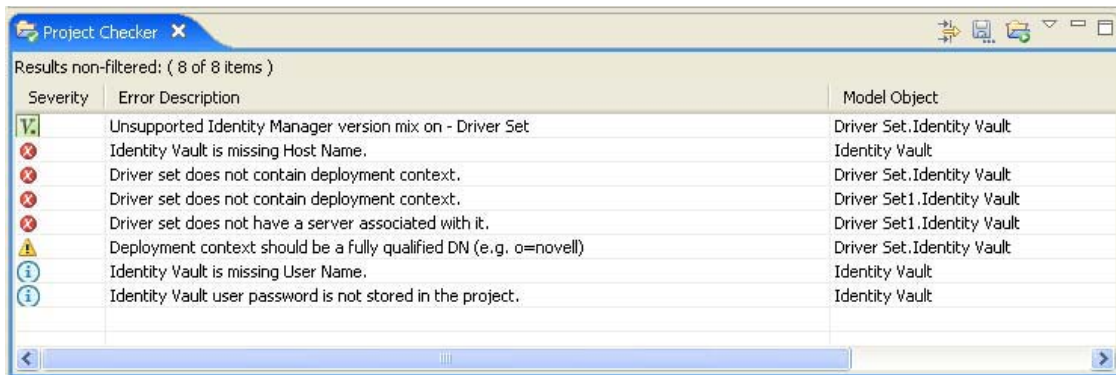 Project Checker
Results non-filtered: ( 8 of 8 items )
Severity Error Description Model Object
V. Unsupported Identity Manager version mix on - Driver Set Driver Set.Identity Vault
Identity Vault is missing Host Name. Identity Vault
Driver set does not contain deployment context. Driver Set.Identity Vault
Driver set does not contain deployment context. Driver Set1.Identity Vault
Driver set does not have a server associated with it. Driver Set1.Identity Vault
Deployment context should be a fully qualified DN (e.g. o=novell) Driver Set.Identity Vault
Identity Vault is missing User Name. Identity Vault
Identity Vault user password is not stored in the project. Identity Vault